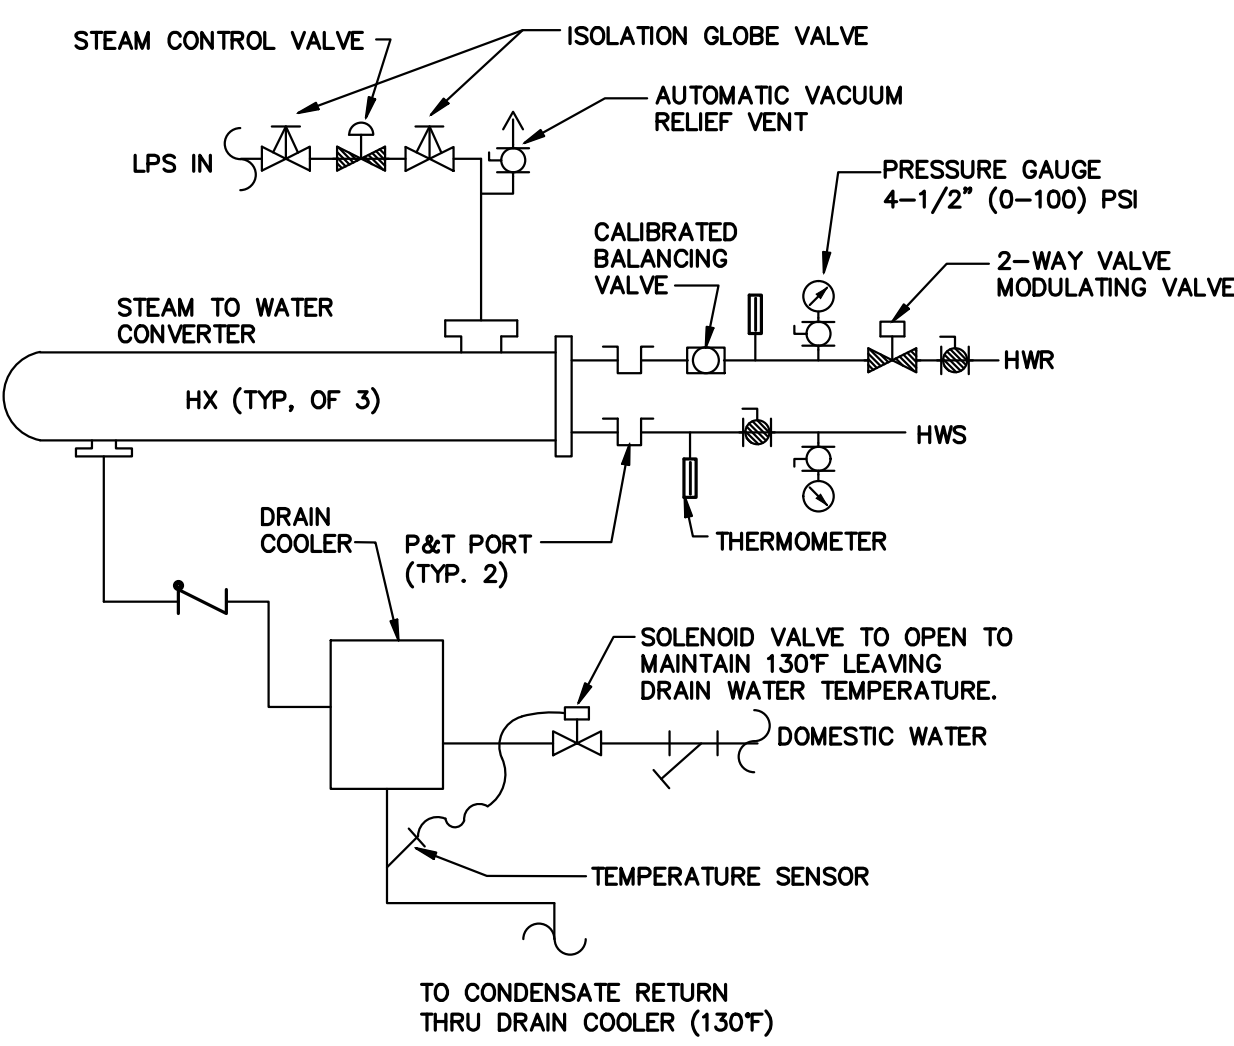 STEAM CONTROL VALVE
ISOLATION GLOBE VALVE
AUTOMATIC VACUUM
RELIEF VENT
LPS IN
PRESSURE GAUGE
4-1/2" (0-100) PSI
CALIBRATED
BALANCING
VALVE
2-WAY VALVE
MODULATING VALVE
STEAM TO WATER
CONVERTER
HWR
HX (TYP, OF 3)
HWS
DRAIN
COOLER
P&T PORT
(TYP. 2)
THERMOMETER
SOLENOID VALVE TO OPEN TO
MAINTAIN 130°F LEAVING
DRAIN WATER TEMPERATURE.
DOMESTIC WATER
TEMPERATURE SENSOR
TO CONDENSATE RETURN
THRU DRAIN COOLER (130°F)